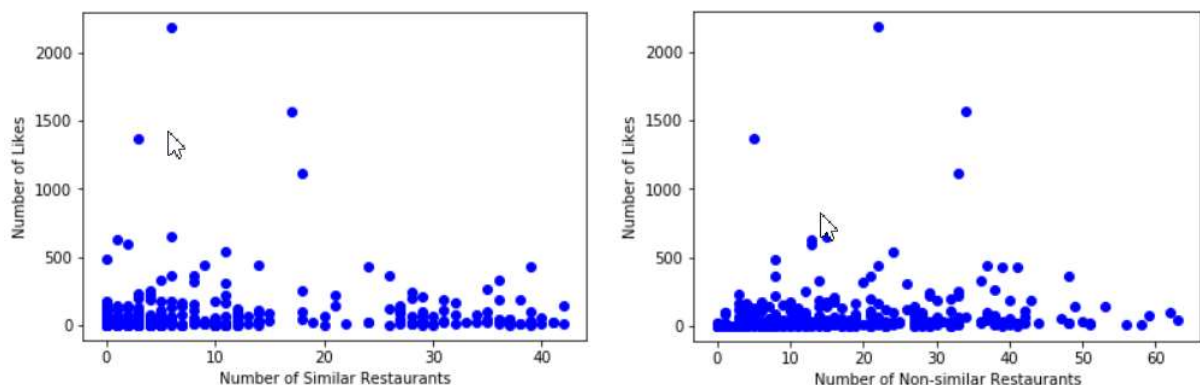 Number of Likes
2000
1500
1000
500
0
0 10 20 30 40
Number of Similar Restaurants
Number of Likes
2000
1500
1000
500
0
0 10 20 30 40 50 60
Number of Non-similar Restaurants